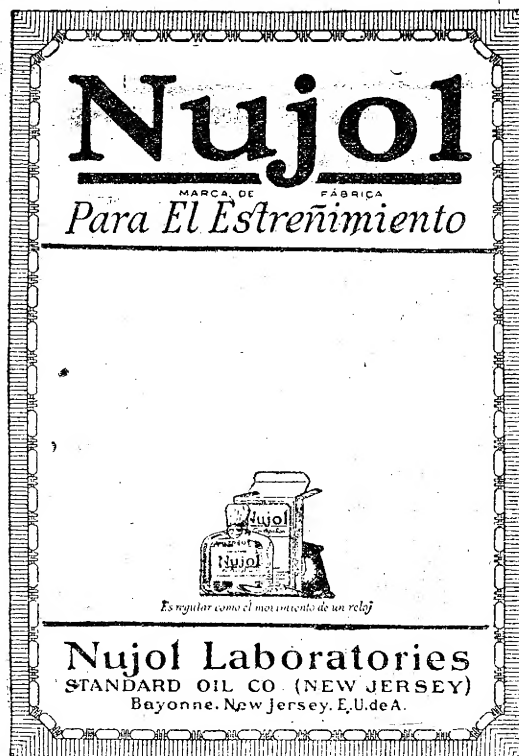 Nujol
MARCA DE FÁBRICA
Para El Estreñimiento
Nujol
Nujol
Es regular como el movimiento de un reloj
Nujol Laboratories
STANDARD OIL CO. (NEW JERSEY)
Bayonne. New Jersey. E.U.deA.